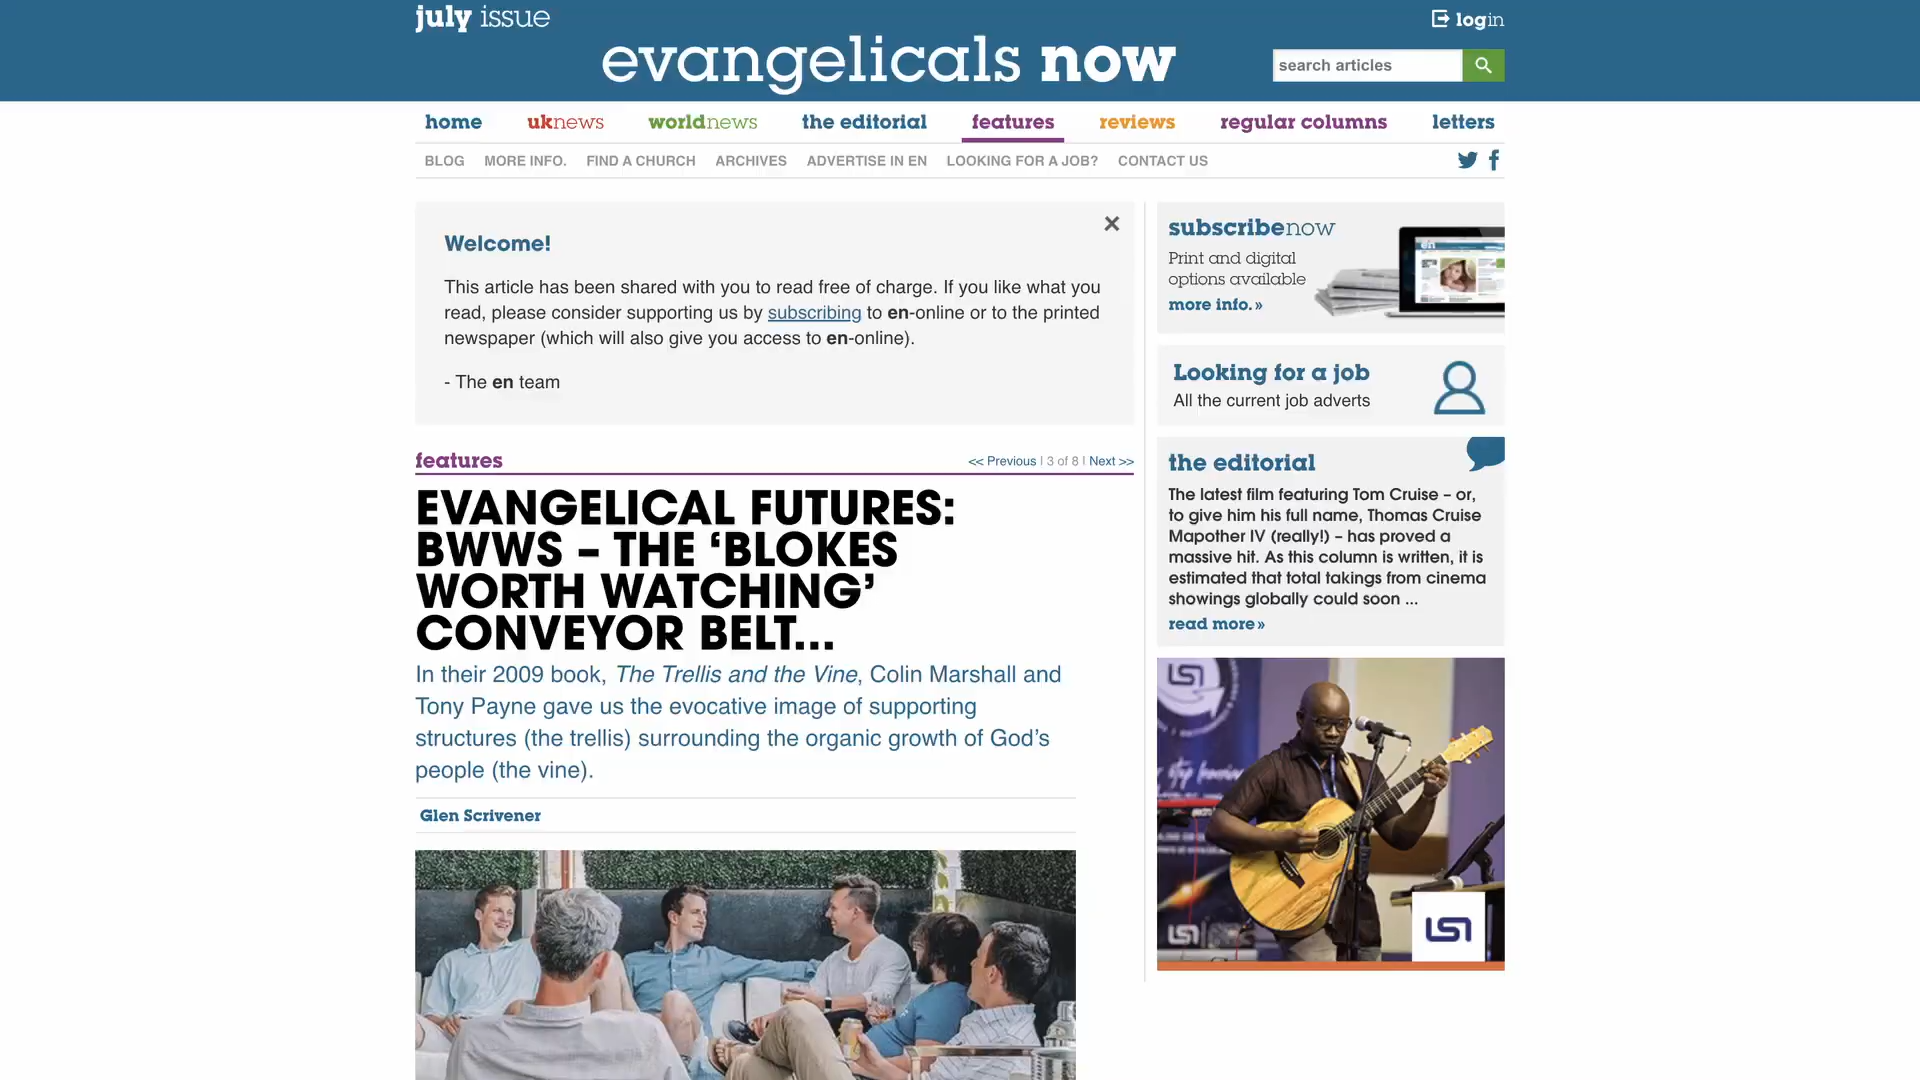 july issue
login
evangelicals now
search articles
home uknews worldnews the editorial features reviews regular columns letters
BLOG MORE INFO. FIND A CHURCH ARCHIVES ADVERTISE IN EN LOOKING FOR A JOB? CONTACT US
Welcome!
This article has been shared with you to read free of charge. If you like what you
read, please consider supporting us by subscribing to en-online or to the printed
newspaper (which will also give you access to en-online).
- The en team
features
<< Previous | 3 of 8 | Next >>
EVANGELICAL FUTURES:
BWWS – THE ‘BLOKES
WORTH WATCHING’
CONVEYOR BELT...
In their 2009 book, The Trellis and the Vine, Colin Marshall and
Tony Payne gave us the evocative image of supporting
structures (the trellis) surrounding the organic growth of God’s
people (the vine).
Glen Scrivener
subscribenow
Print and digital
options available
more info. »
Looking for a job
All the current job adverts
the editorial
The latest film featuring Tom Cruise – or,
to give him his full name, Thomas Cruise
Mapother IV (really!) – has proved a
massive hit. As this column is written, it is
estimated that total takings from cinema
showings globally could soon ...
read more »
LST
LST
LST